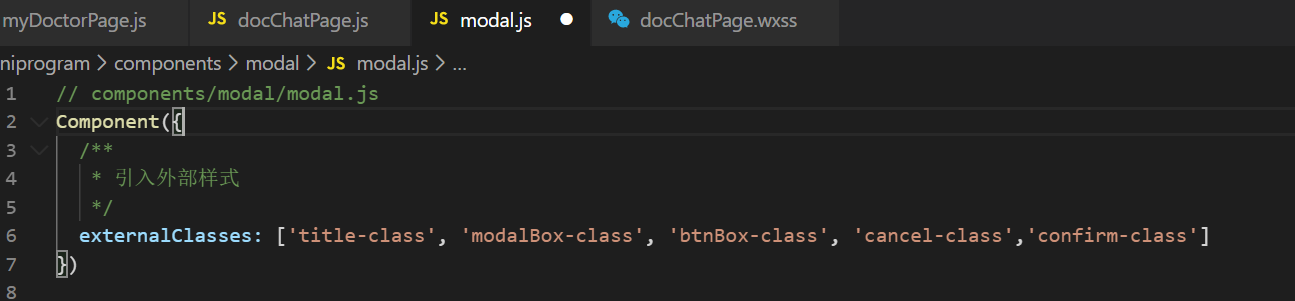 myDoctorPage.js JS docChatPage.js JS modal.js docChatPage.wxss
niprogram > components > modal > JS modal.js > ...
1 // components/modal/modal.js
2 Component({
3 /**
4 * 引入外部样式
5 */
6 externalClasses: ['title-class', 'modalBox-class', 'btnBox-class', 'cancel-class','confirm-class']
7 })
8